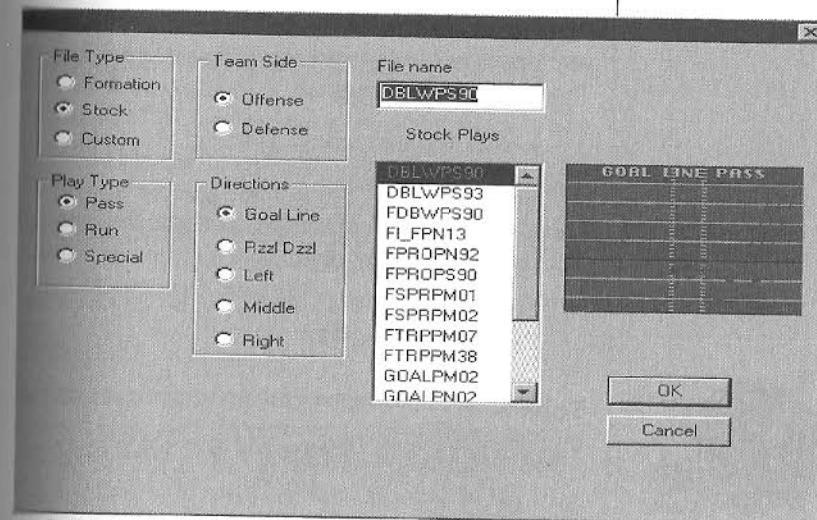 File Type
Formation
Stock
Custom
Team Side
Offense
Defense
File name
DBLWPS90
Stock Plays
Play Type
Pass
Run
Special
Directions
Goal Line
Rzzl Dzzl
Left
Middle
Right
DBLWPS90
DBLWPS93
FDBWPS90
FI_FPN13
FPROPN92
FPROPS90
FSPRPM01
FSPRPM02
FTRPPM07
FTRPPM38
GOALPM02
GOALPN02
GOAL LINE PASS
OK
Cancel